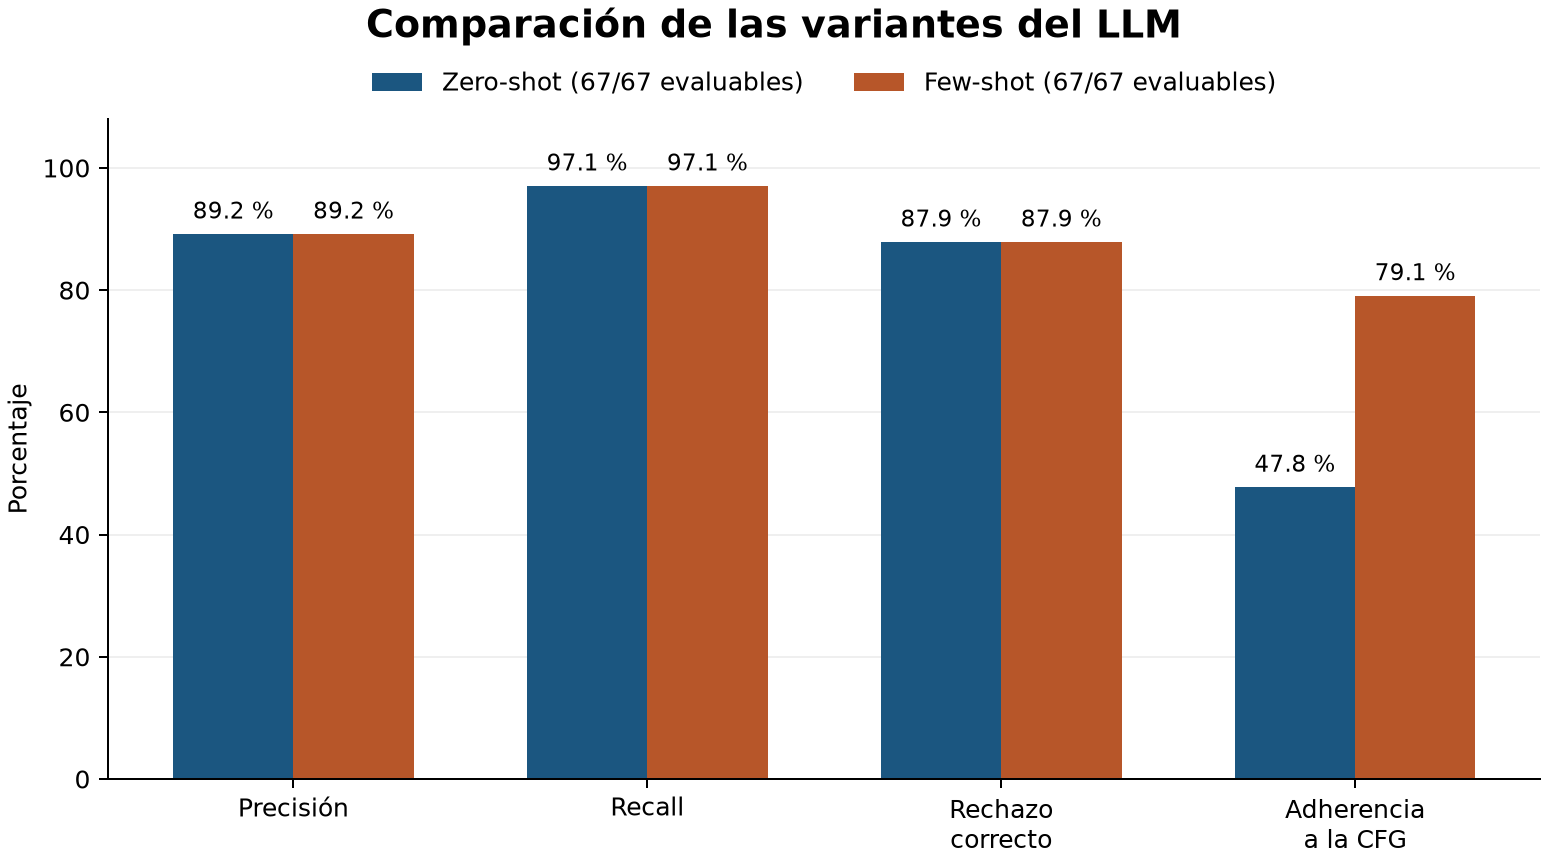 Comparación de las variantes del LLM
Zero-shot (67/67 evaluables)
Few-shot (67/67 evaluables)
Porcentaje
100
80
60
40
20
0
89.2 %
89.2 %
97.1 %
97.1 %
87.9 %
87.9 %
47.8 %
79.1 %
Precisión
Recall
Rechazo
correcto
Adherencia
a la CFG